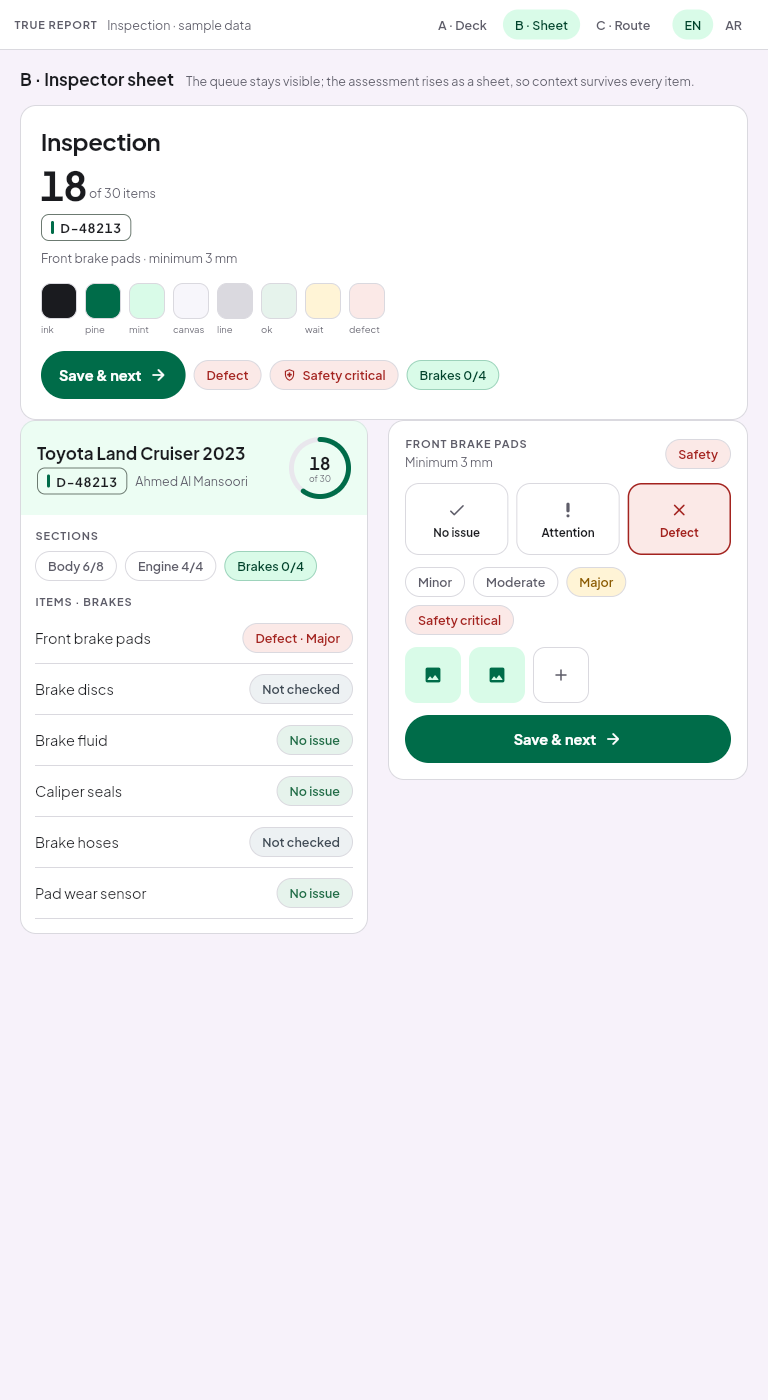 TRUE REPORT Inspection · sample data A · Deck B · Sheet C · Route EN AR
B · Inspector sheet The queue stays visible; the assessment rises as a sheet, so context survives every item.
Inspection
18 of 30 items
D-48213
Front brake pads · minimum 3 mm
ink pine mint canvas line ok wait defect
Save & next Defect Safety critical Brakes 0/4
Toyota Land Cruiser 2023
D-48213 Ahmed Al Mansoori
18
of 30
SECTIONS
Body 6/8 Engine 4/4 Brakes 0/4
ITEMS · BRAKES
Front brake pads Defect · Major
Brake discs Not checked
Brake fluid No issue
Caliper seals No issue
Brake hoses Not checked
Pad wear sensor No issue
FRONT BRAKE PADS
Minimum 3 mm
Safety
No issue Attention Defect
Minor Moderate Major
Safety critical
Save & next